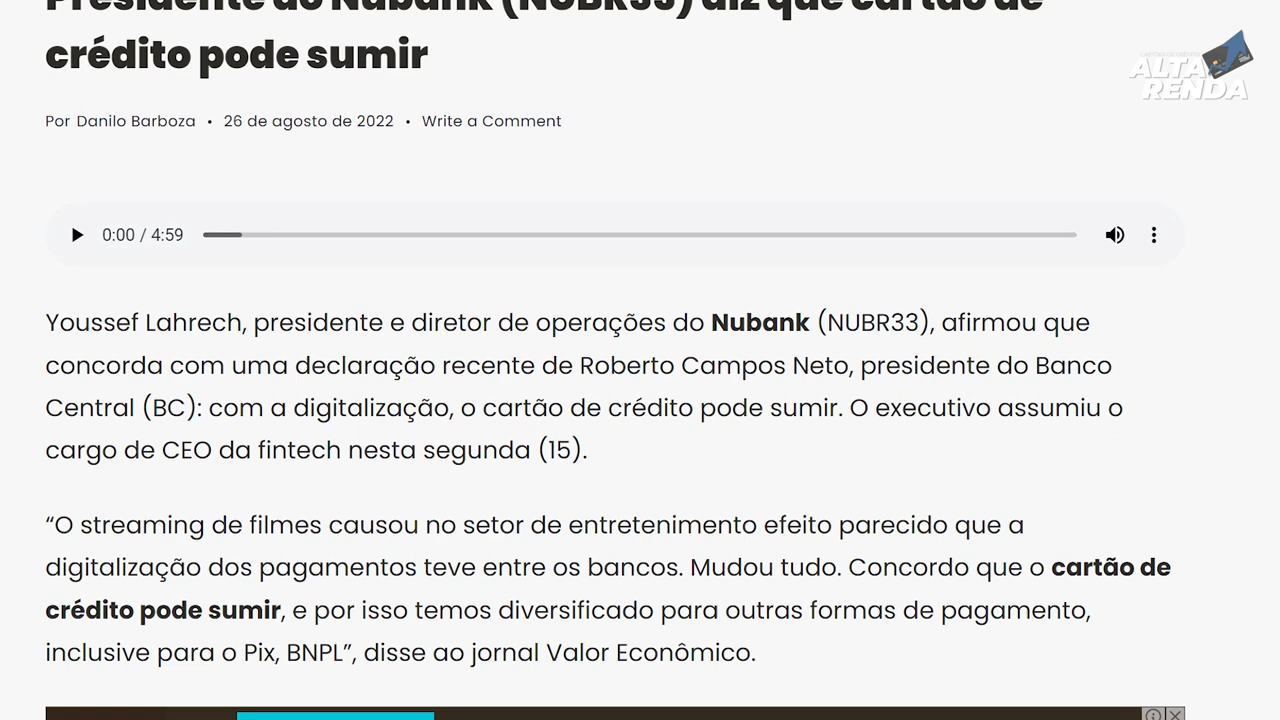 Presidente do Nubank (NUBR33) diz que cartão de
crédito pode sumir
ALTA
RENDA
Por Danilo Barboza • 26 de agosto de 2022 • Write a Comment
0:00 / 4:59
Youssef Lahrech, presidente e diretor de operações do Nubank (NUBR33), afirmou que
concorda com uma declaração recente de Roberto Campos Neto, presidente do Banco
Central (BC): com a digitalização, o cartão de crédito pode sumir. O executivo assumiu o
cargo de CEO da fintech nesta segunda (15).
“O streaming de filmes causou no setor de entretenimento efeito parecido que a
digitalização dos pagamentos teve entre os bancos. Mudou tudo. Concordo que o cartão de
crédito pode sumir, e por isso temos diversificado para outras formas de pagamento,
inclusive para o Pix, BNPL”, disse ao jornal Valor Econômico.